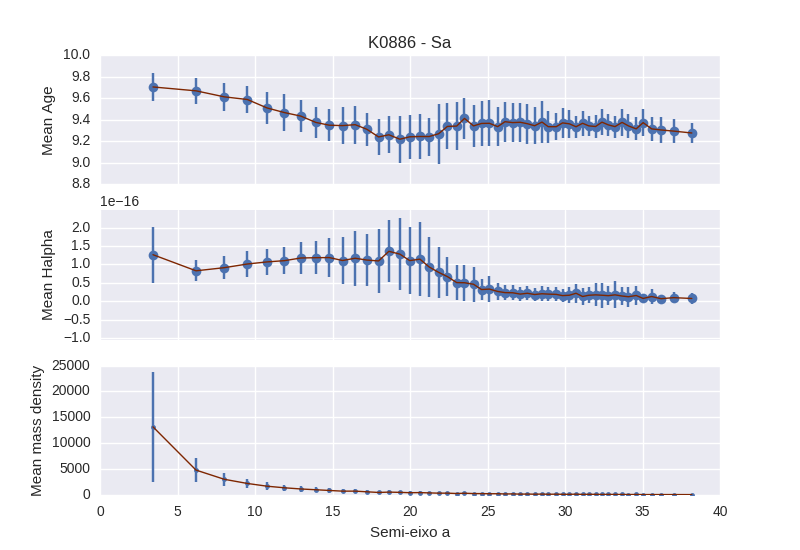 K0886 - Sa
Mean Age
10.0
9.8
9.6
9.4
9.2
9.0
8.8
1e−16
Mean Halpha
2.0
1.5
1.0
0.5
0.0
−0.5
−1.0
Mean mass density
25000
20000
15000
10000
5000
0
0 5 10 15 20 25 30 35 40
Semi-eixo a